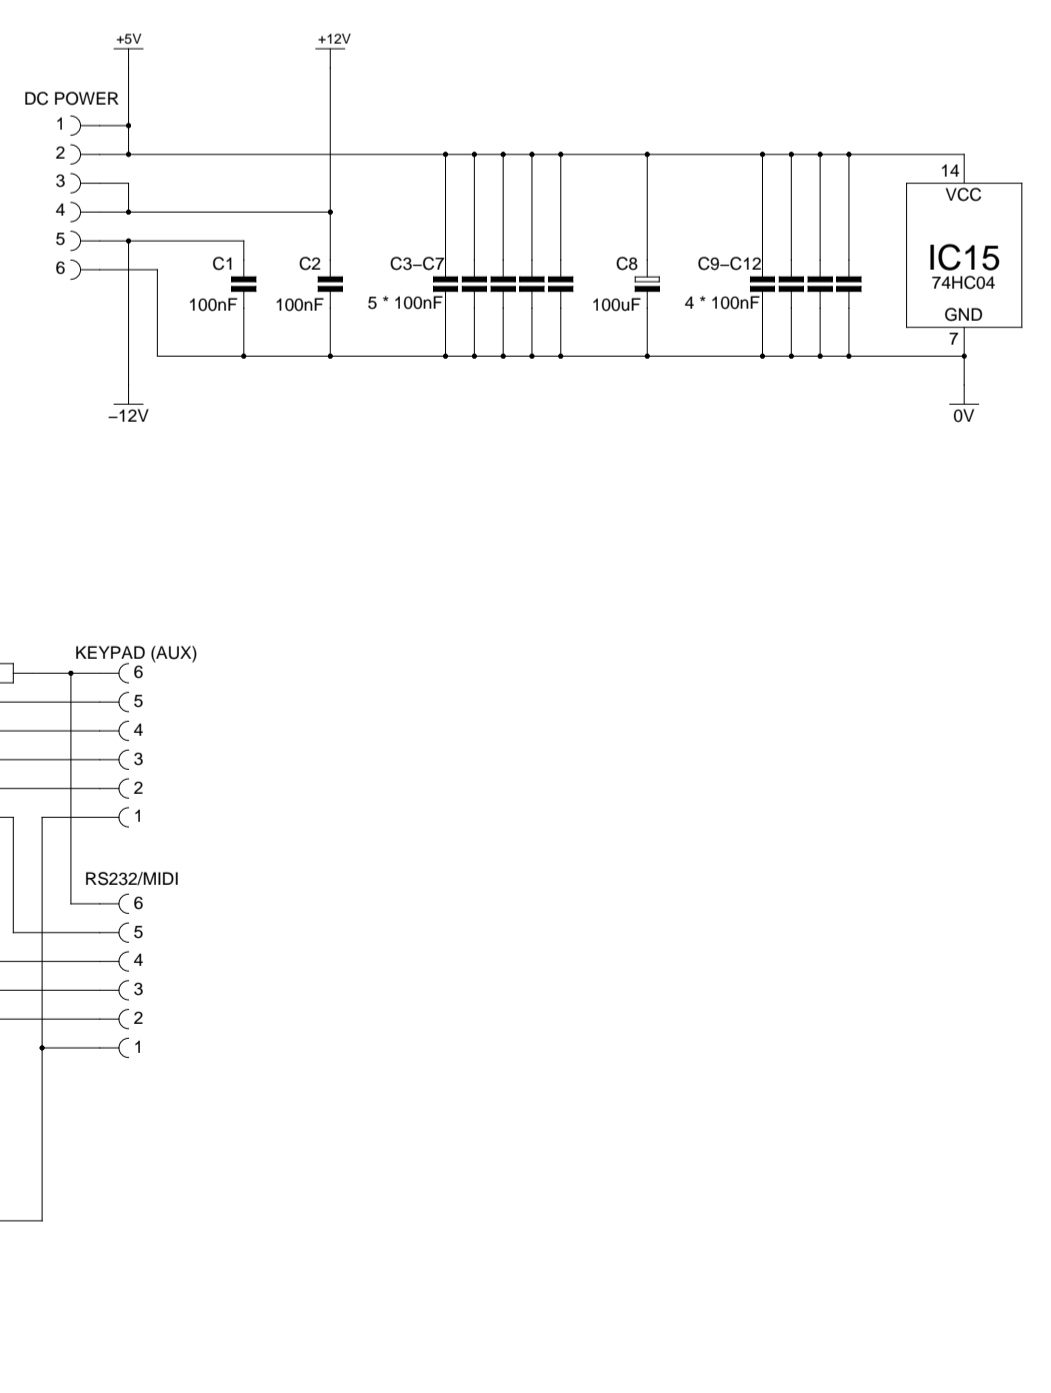 +5V
+12V
DC POWER
1
2
3
4
5
6
C1
100nF
C2
100nF
C3–C7
5 * 100nF
C8
100uF
C9–C12
4 * 100nF
14
VCC
IC15
74HC04
GND
7
–12V
0V
KEYPAD (AUX)
6
5
4
3
2
1
RS232/MIDI
6
5
4
3
2
1